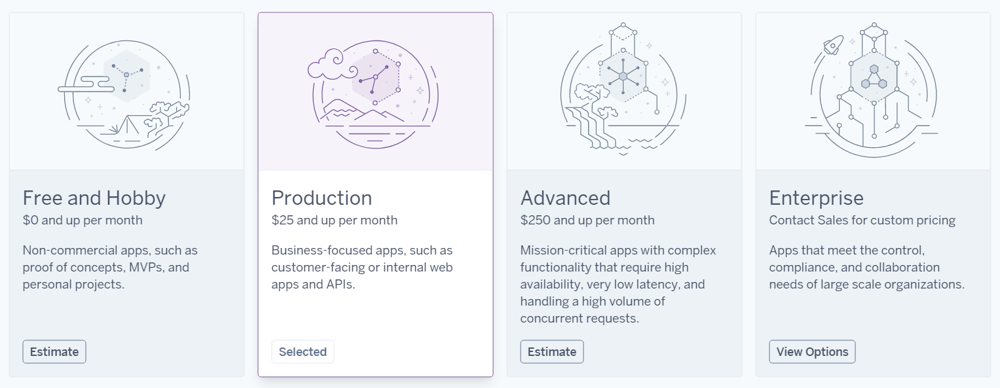 Free and Hobby
$0 and up per month
Non-commercial apps, such as
proof of concepts, MVPs, and
personal projects.
Estimate
Production
$25 and up per month
Business-focused apps, such as
customer-facing or internal web
apps and APIs.
Selected
Advanced
$250 and up per month
Mission-critical apps with complex
functionality that require high
availability, very low latency, and
handling a high volume of
concurrent requests.
Estimate
Enterprise
Contact Sales for custom pricing
Apps that meet the control,
compliance, and collaboration
needs of large scale organizations.
View Options